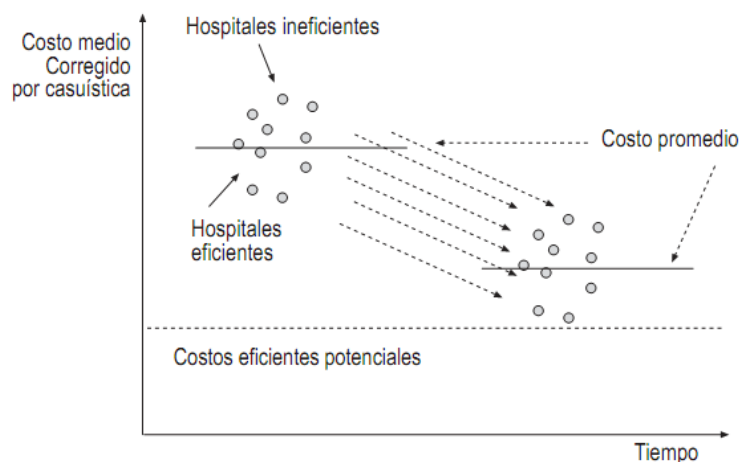 Costo medio
Corregido
por casuística
Hospitales ineficientes
Costo promedio
Hospitales
eficientes
Costos eficientes potenciales
Tiempo